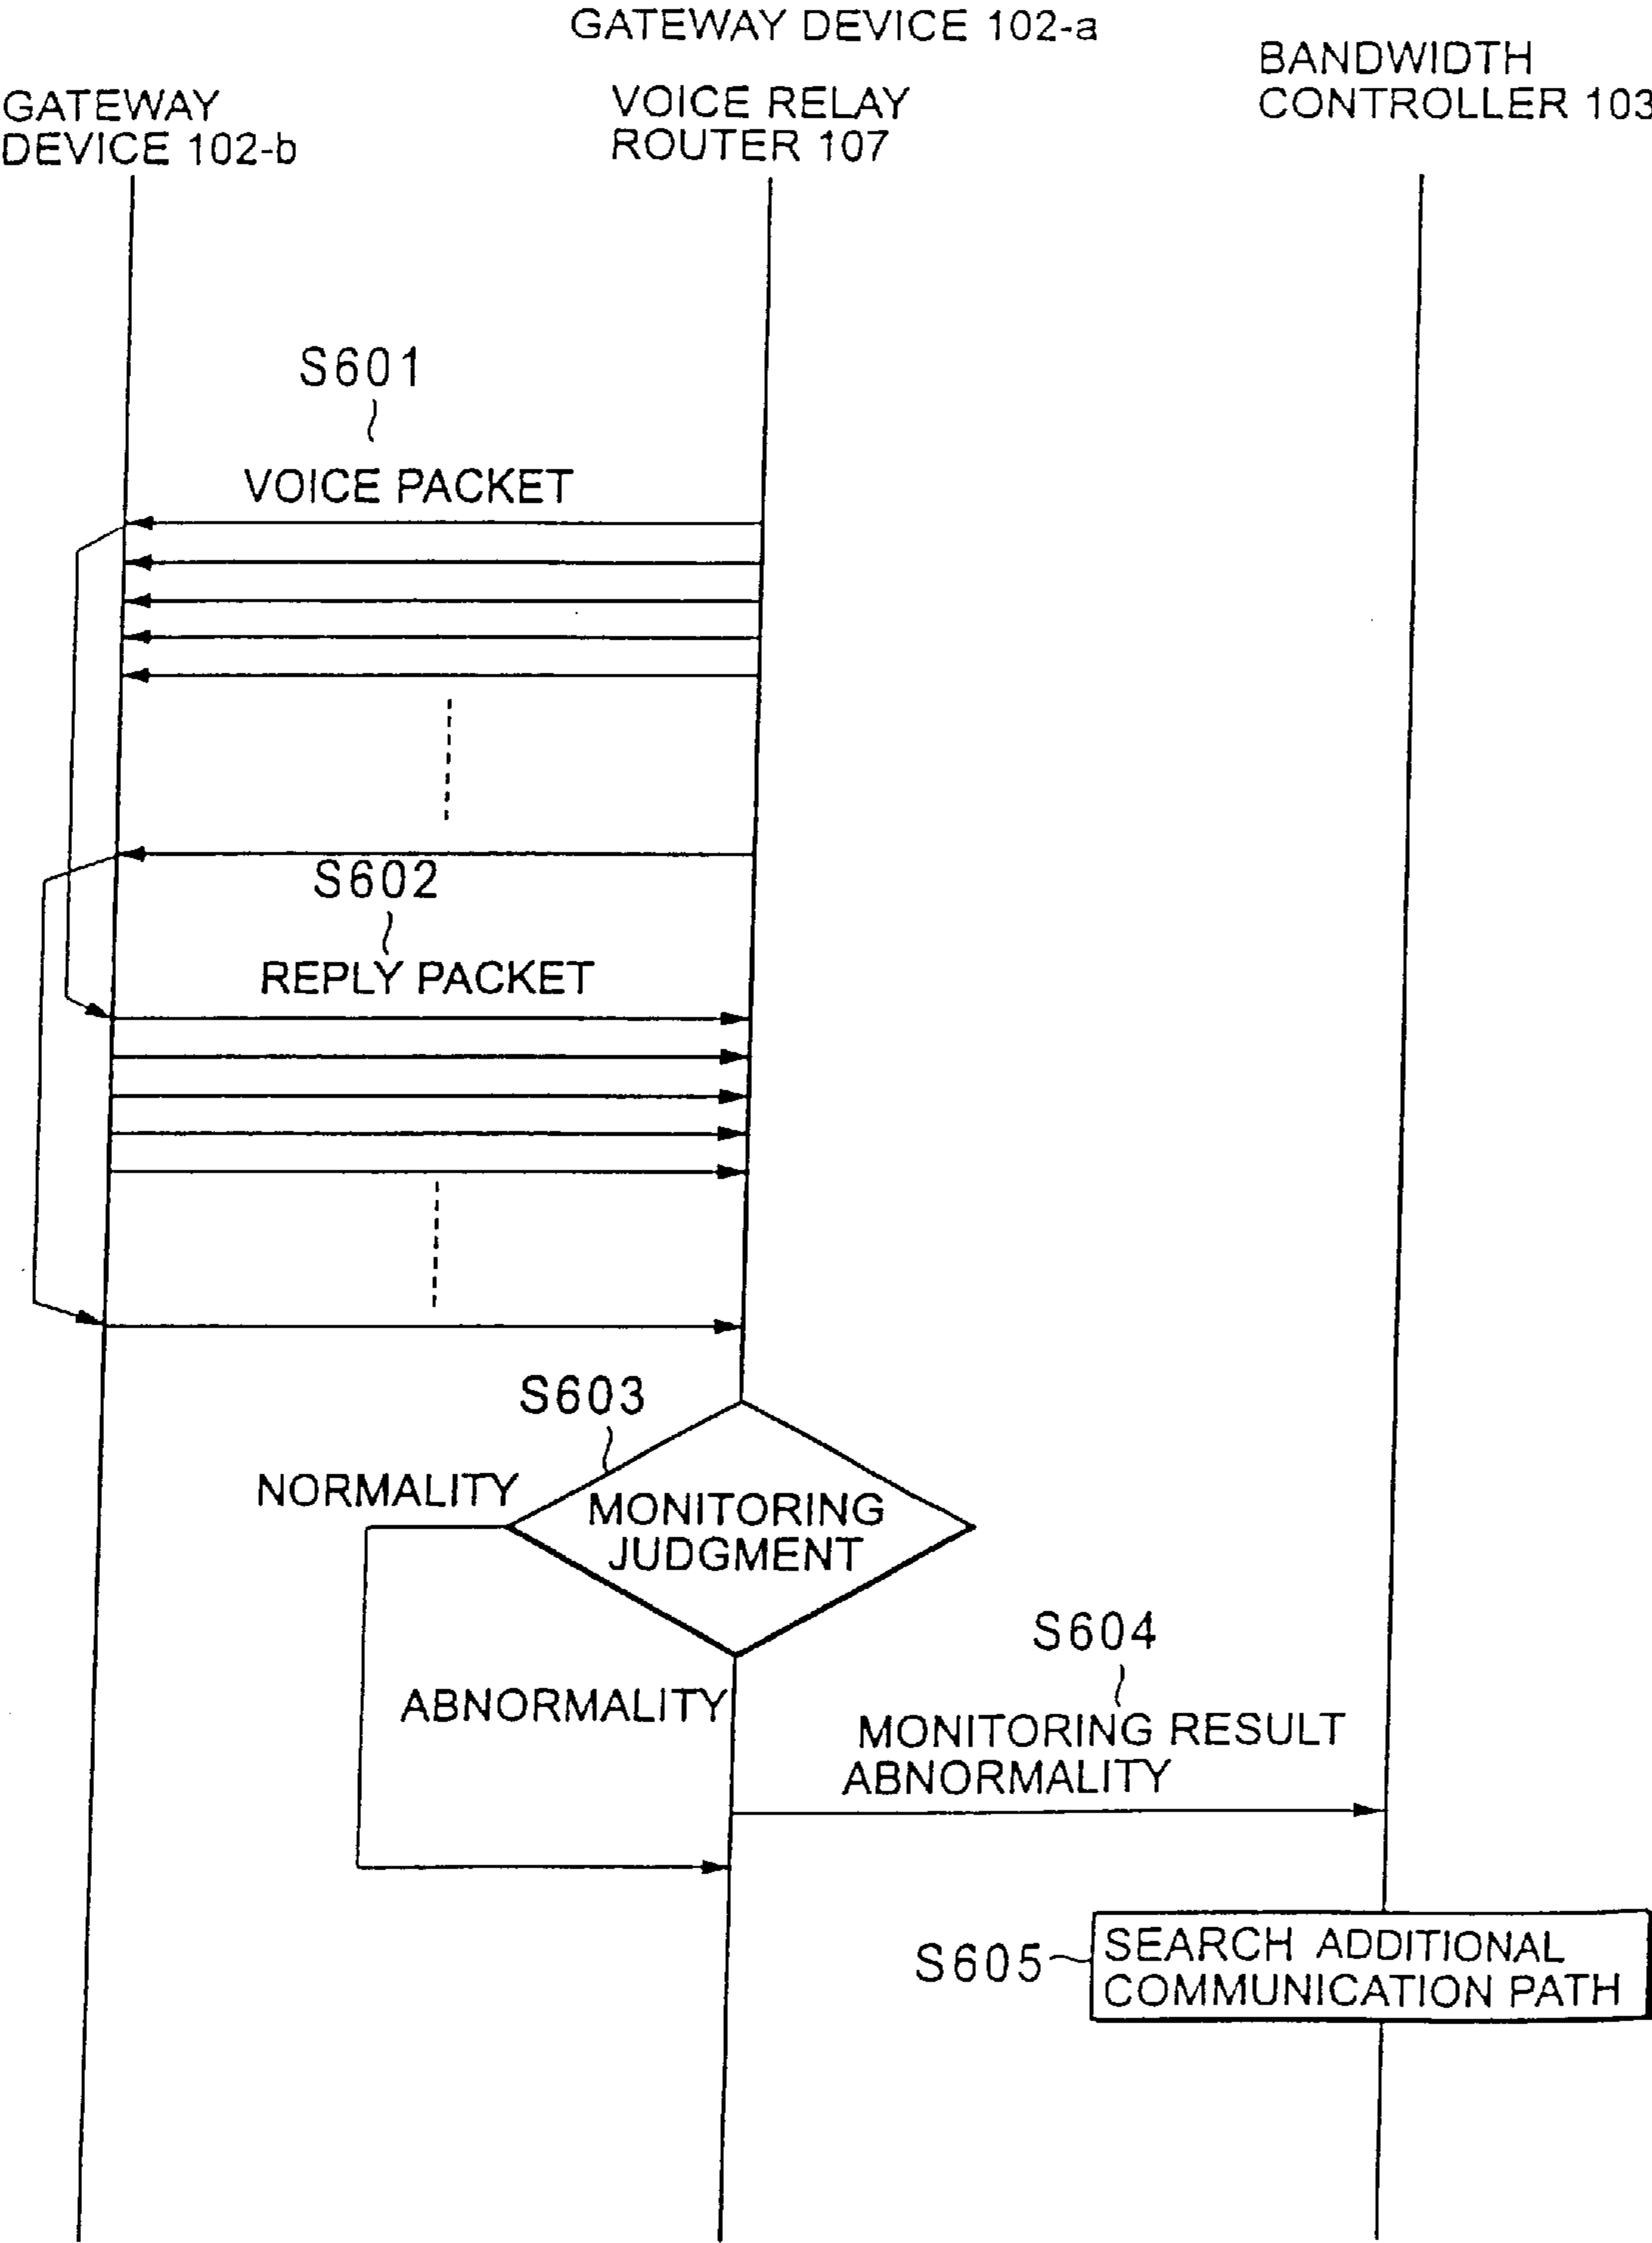 GATEWAY DEVICE 102-a
GATEWAY
DEVICE 102-b
VOICE RELAY
ROUTER 107
BANDWIDTH
CONTROLLER 103
S601
VOICE PACKET
S602
REPLY PACKET
S603
NORMALITY
MONITORING
JUDGMENT
ABNORMALITY
S604
MONITORING RESULT
ABNORMALITY
S605
SEARCH ADDITIONAL
COMMUNICATION PATH